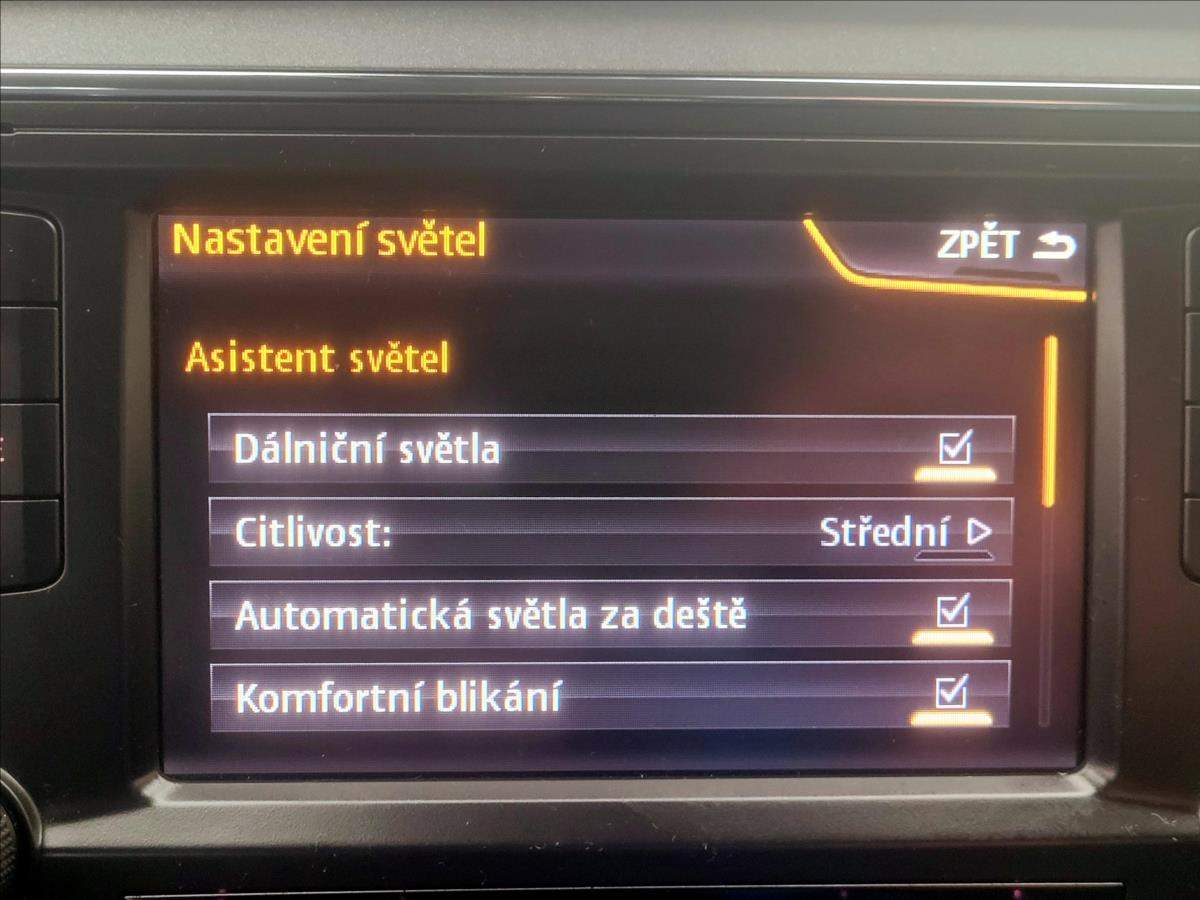 Nastavení světel
ZPĚT
Asistent světel
Dálniční světla
Citlivost: Střední
Automatická světla za deště
Komfortní blikání